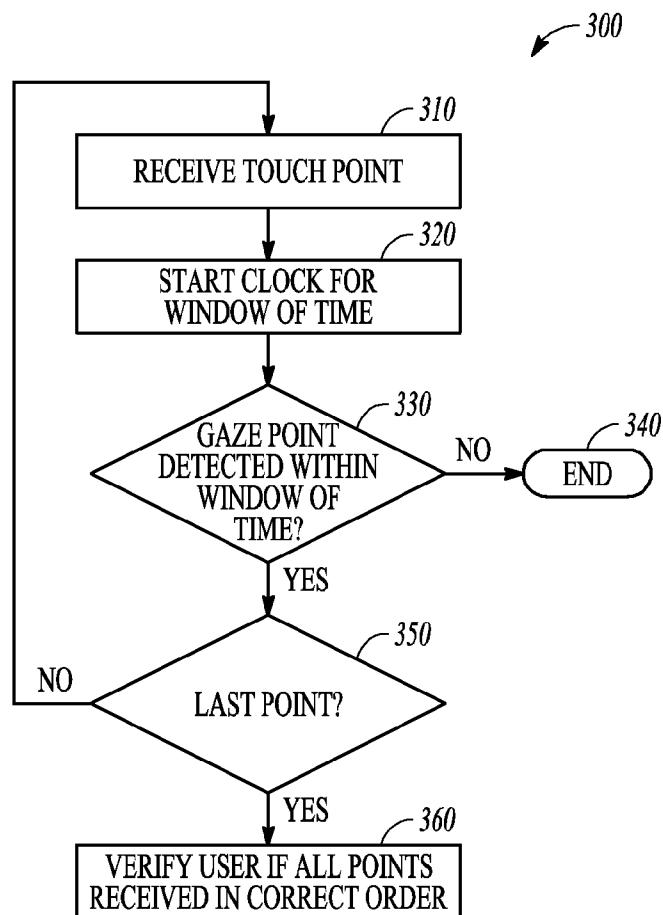 300
310
RECEIVE TOUCH POINT
320
START CLOCK FOR
WINDOW OF TIME
330
GAZE POINT
DETECTED WITHIN
WINDOW OF
TIME?
NO
340
END
YES
350
NO
LAST POINT?
YES
360
VERIFY USER IF ALL POINTS
RECEIVED IN CORRECT ORDER